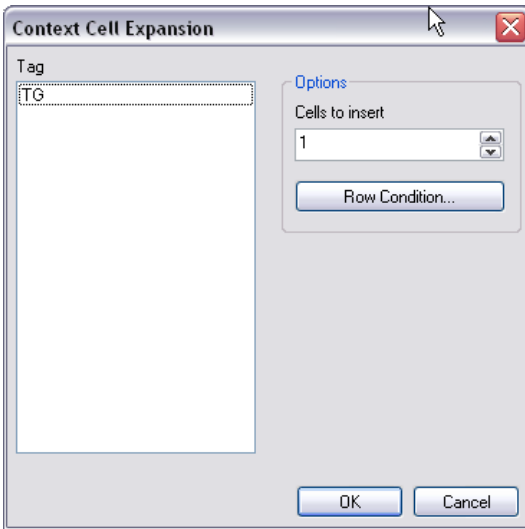 Context Cell Expansion
Tag
TG
Options
Cells to insert
1
Row Condition...
OK
Cancel